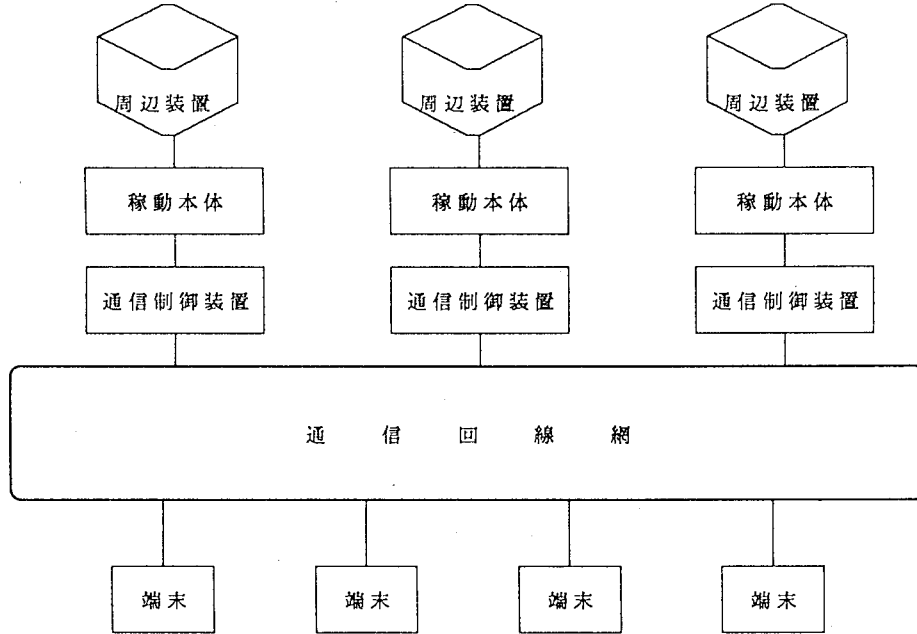 周辺装置 周辺装置 周辺装置
稼動本体 稼動本体 稼動本体
通信制御装置 通信制御装置 通信制御装置
通信回線網
端末 端末 端末 端末